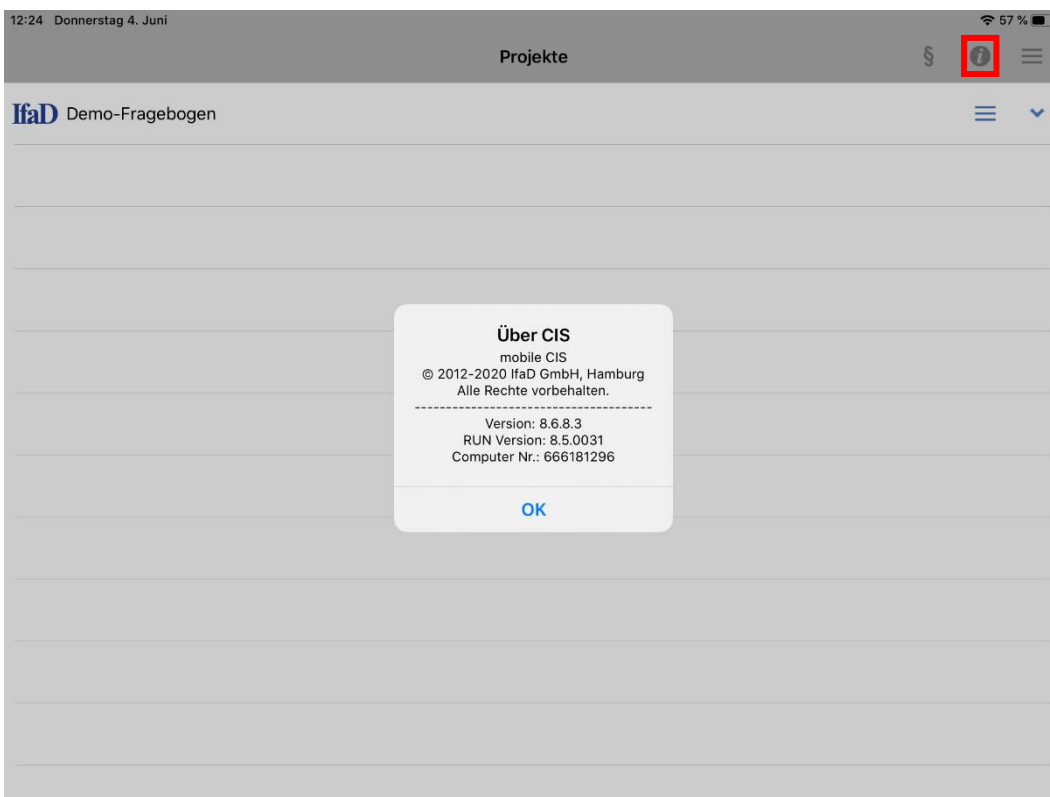 12:24 Donnerstag 4. Juni 57 %
Projekte §
IfaD Demo-Fragebogen
Über CIS
mobile CIS
© 2012-2020 IfaD GmbH, Hamburg
Alle Rechte vorbehalten.
--------------------------------------
Version: 8.6.8.3
RUN Version: 8.5.0031
Computer Nr.: 666181296
OK